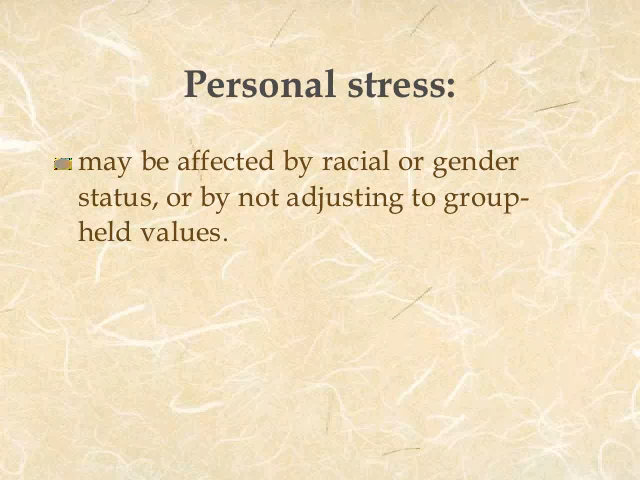 Personal stress:
may be affected by racial or gender
status, or by not adjusting to group-
held values.